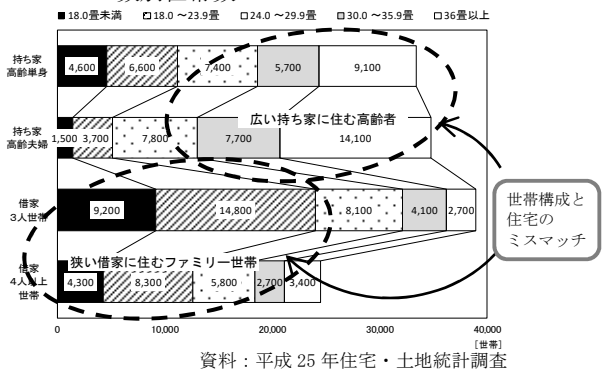 ■18.0畳未満 18.0～23.9畳 24.0～29.9畳 30.0～35.9畳 36畳以上
持ち家
高齢単身
4,600 6,600 7,400 5,700 9,100
広い持ち家に住む高齢者
持ち家
高齢夫婦
1,500 3,700 7,800 7,700 14,100
世帯構成と
住宅の
ミスマッチ
借家
3人世帯
9,200 14,800 8,100 4,100 2,700
狭い借家に住むファミリー世帯
借家
4人以上
世帯
4,300 8,300 5,800 2,700 3,400
0 10,000 20,000 30,000 40,000
[世帯]
資料：平成 25 年住宅・土地統計調査